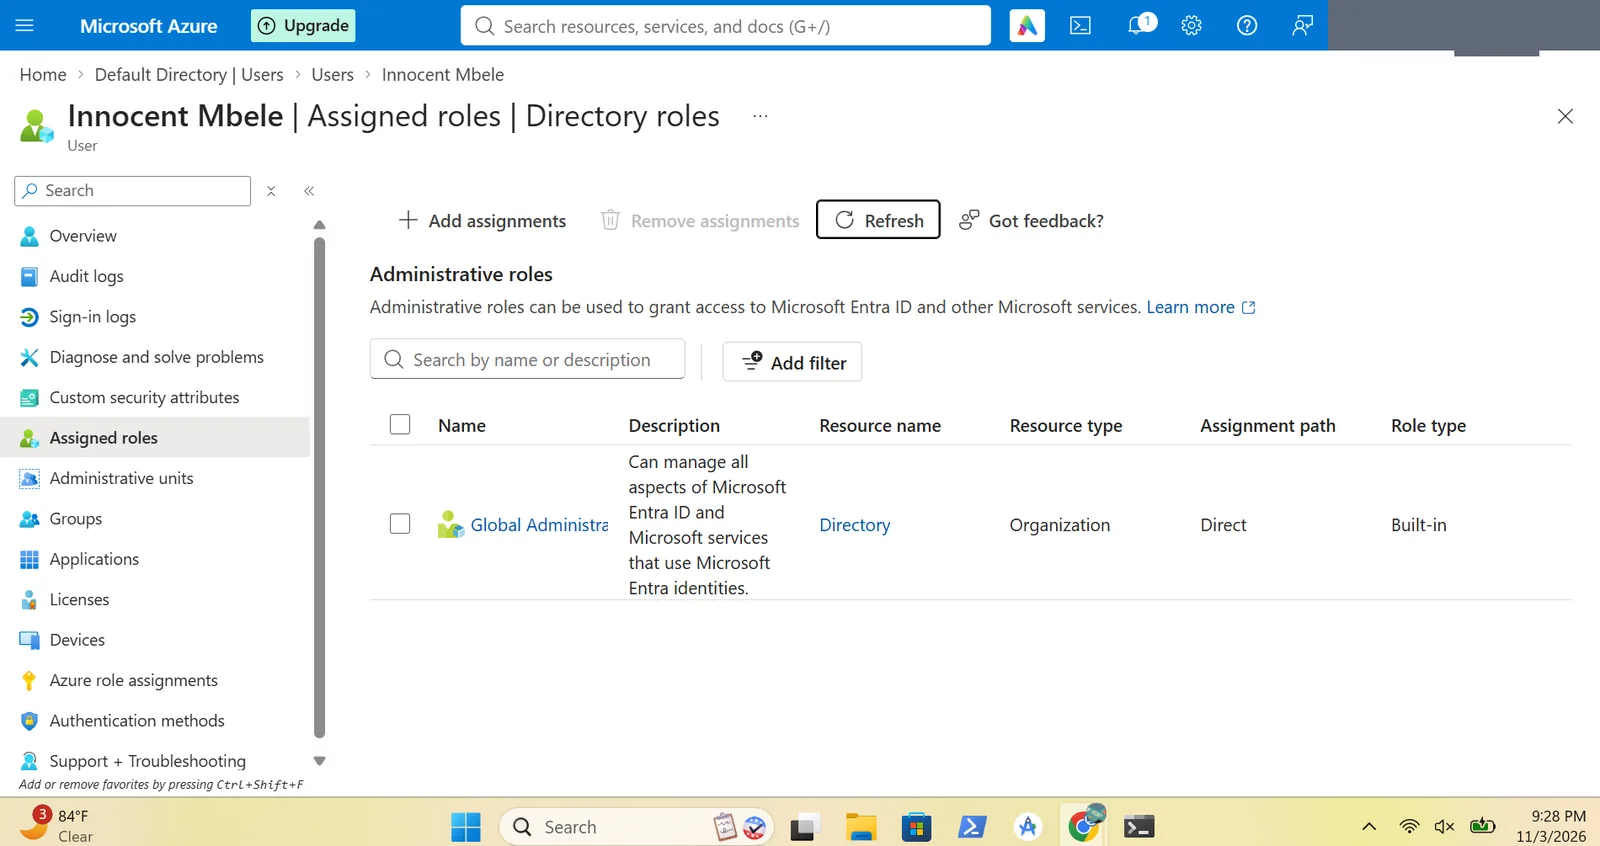 Microsoft Azure
Upgrade
Search resources, services, and docs (G+/)
1
Home > Default Directory | Users > Users > Innocent Mbele
Innocent Mbele | Assigned roles | Directory roles ...
User
Search
Overview
Audit logs
Sign-in logs
Diagnose and solve problems
Custom security attributes
Assigned roles
Administrative units
Groups
Applications
Licenses
Devices
Azure role assignments
Authentication methods
Support + Troubleshooting
Add or remove favorites by pressing Ctrl+Shift+F
Add assignments
Remove assignments
Refresh
Got feedback?
Administrative roles
Administrative roles can be used to grant access to Microsoft Entra ID and other Microsoft services. Learn more
Search by name or description
Add filter
Name Description Resource name Resource type Assignment path Role type
Can manage all
aspects of Microsoft
Entra ID and
Global Administra Microsoft services Directory Organization Direct Built-in
that use Microsoft
Entra identities.
3
84°F
Clear
Search
9:28 PM
11/3/2026